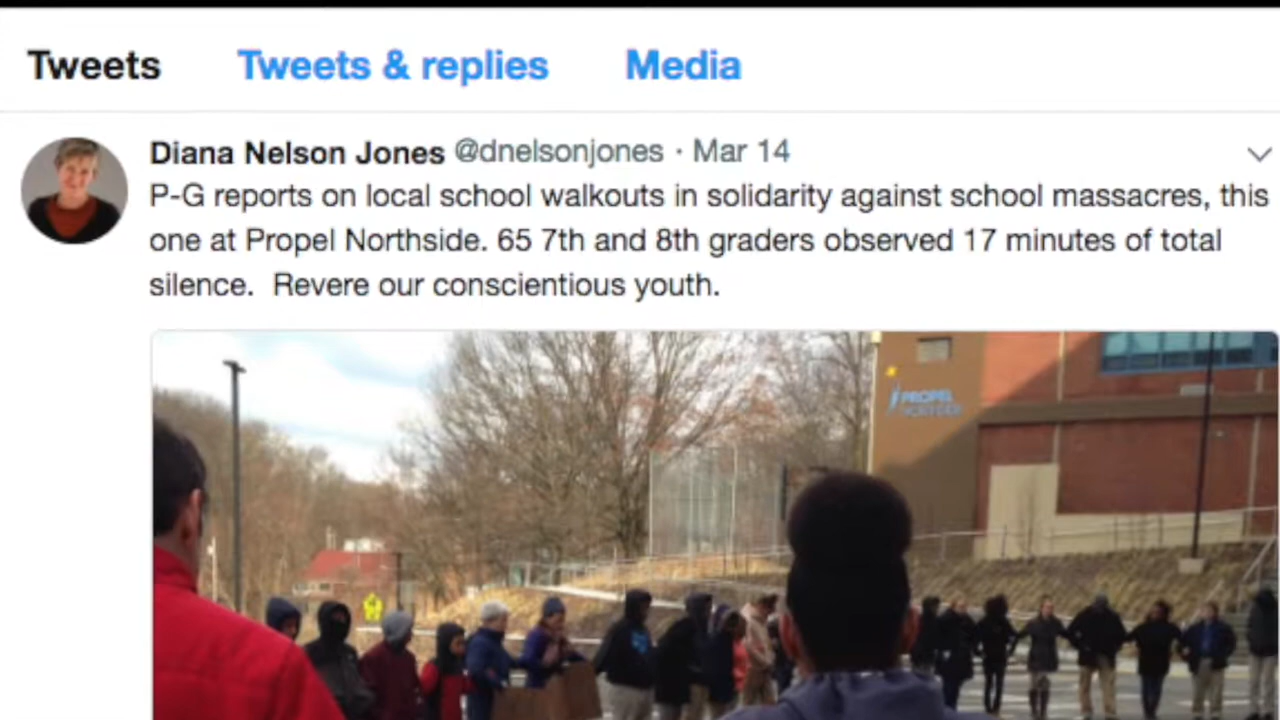 Tweets Tweets & replies Media
Diana Nelson Jones @dnelsonjones · Mar 14
P-G reports on local school walkouts in solidarity against school massacres, this
one at Propel Northside. 65 7th and 8th graders observed 17 minutes of total
silence.  Revere our conscientious youth.
PROPEL